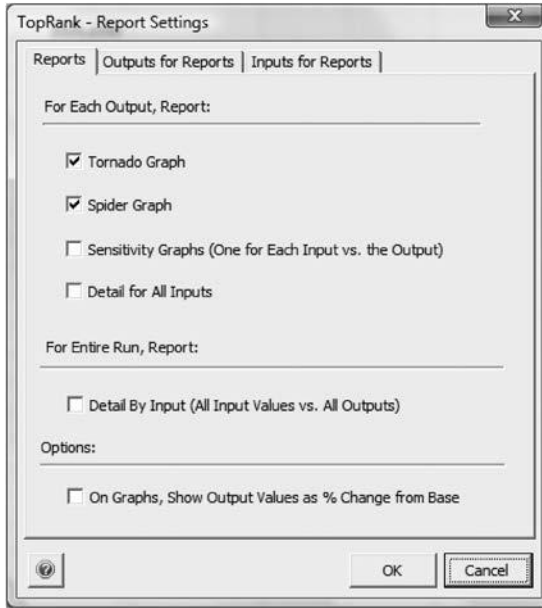 TopRank - Report Settings
Reports
Outputs for Reports
Inputs for Reports
For Each Output, Report:
Tornado Graph
Spider Graph
Sensitivity Graphs (One for Each Input vs. the Output)
Detail for All Inputs
For Entire Run, Report:
Detail By Input (All Input Values vs. All Outputs)
Options:
On Graphs, Show Output Values as % Change from Base
OK
Cancel